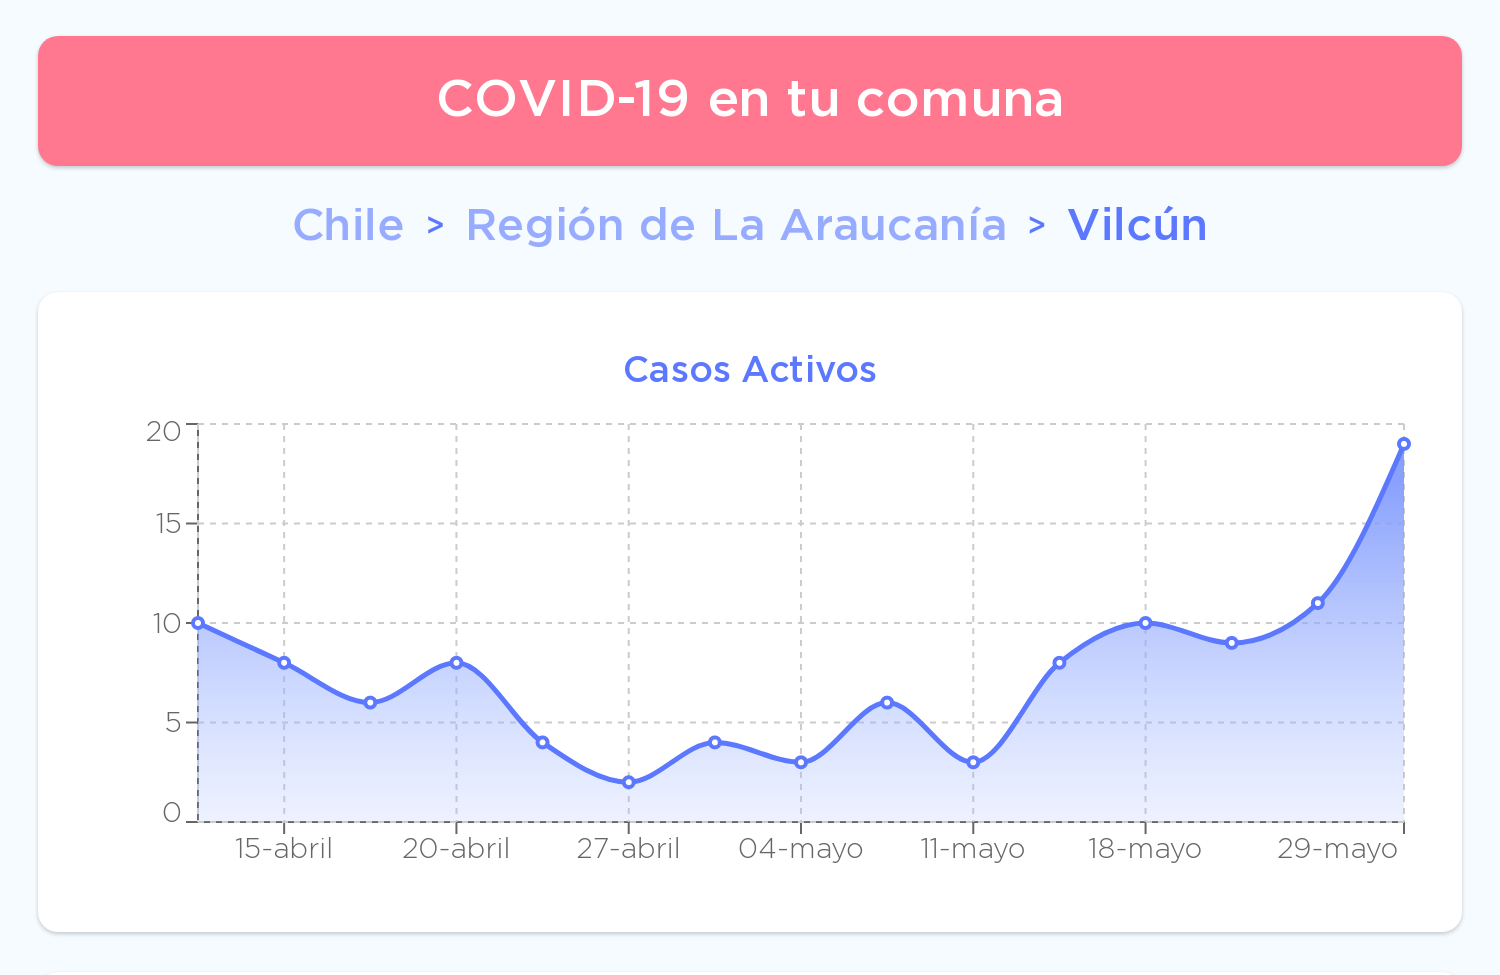 COVID-19 en tu comuna
Chile > Región de La Araucanía > Vilcún
Casos Activos
20
15
10
5
0
15-abril 20-abril 27-abril 04-mayo 11-mayo 18-mayo 29-mayo